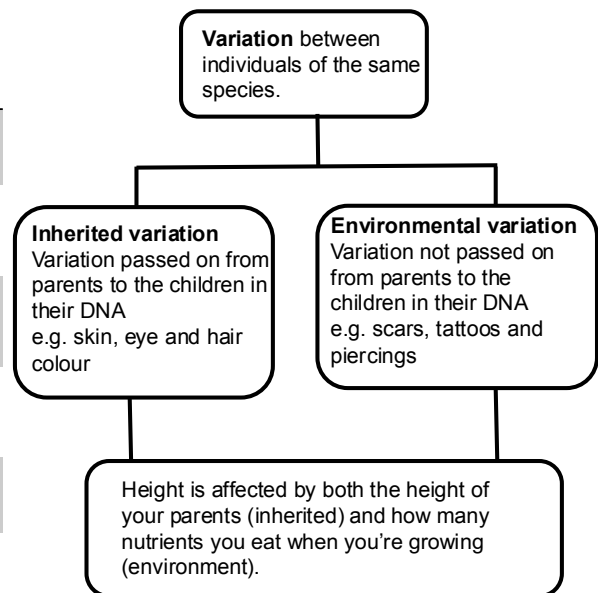 Variation between
individuals of the same
species.
Inherited variation
Variation passed on from
parents to the children in
their DNA
e.g. skin, eye and hair
colour
Environmental variation
Variation not passed on
from parents to the
children in their DNA
e.g. scars, tattoos and
piercings
Height is affected by both the height of
your parents (inherited) and how many
nutrients you eat when you’re growing
(environment).